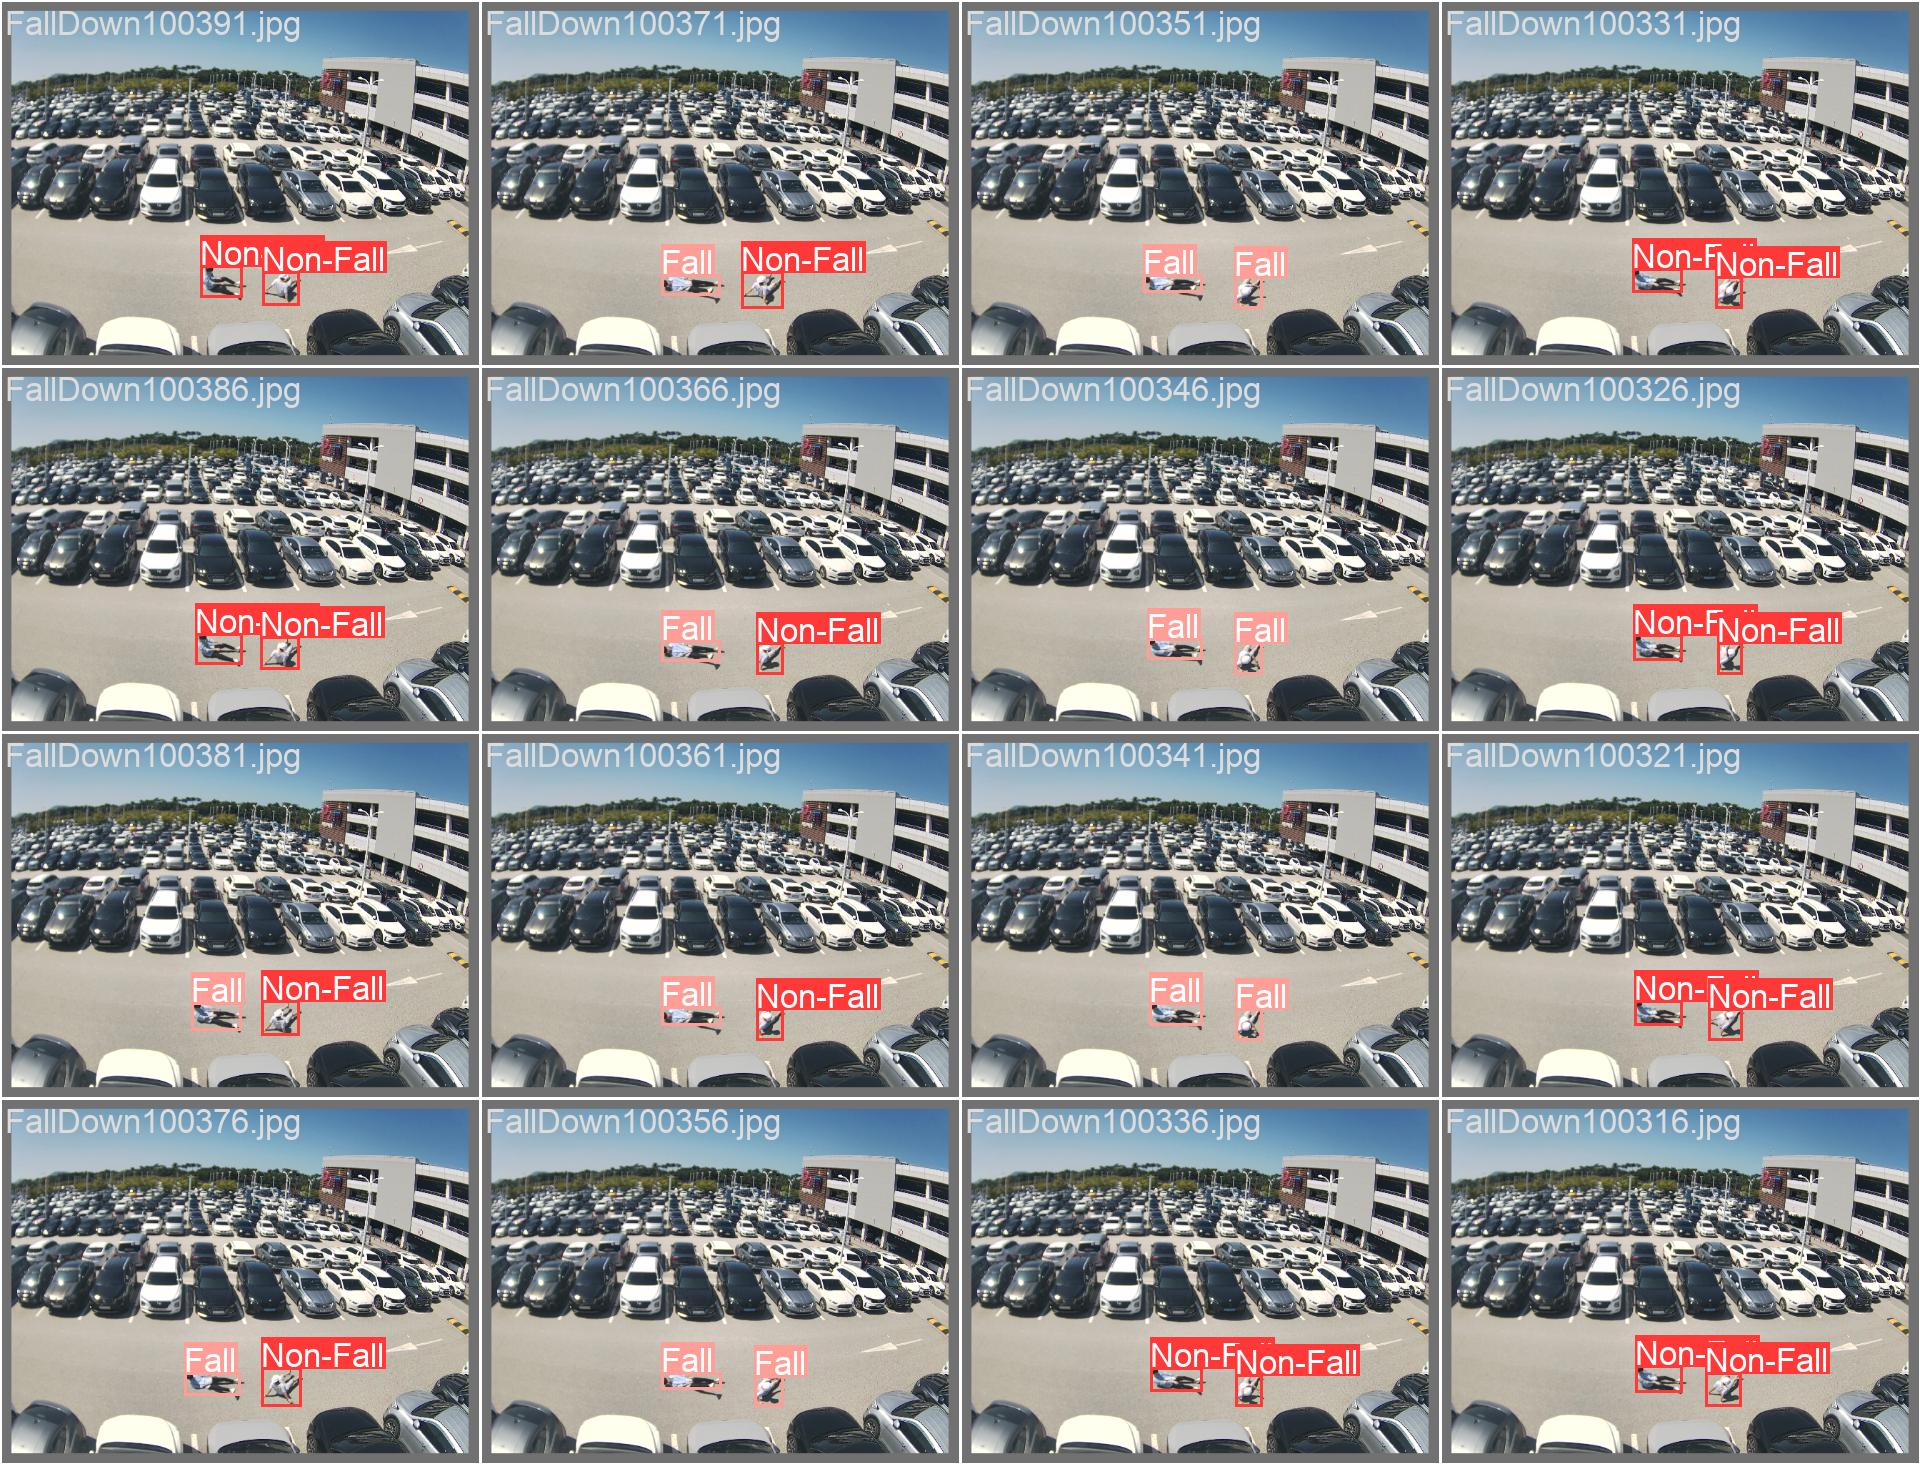 FallDown100391.jpg
Non-
Non-Fall
FallDown100371.jpg
Fall
Non-Fall
FallDown100351.jpg
Fall
Fall
FallDown100331.jpg
Non-Fall
Non-Fall
FallDown100386.jpg
Non-
Non-Fall
FallDown100366.jpg
Fall
Non-Fall
FallDown100346.jpg
Fall
Fall
FallDown100326.jpg
Non-Fall
Non-Fall
FallDown100381.jpg
Fall
Non-Fall
FallDown100361.jpg
Fall
Non-Fall
FallDown100341.jpg
Fall
Fall
FallDown100321.jpg
Non-
Non-Fall
FallDown100376.jpg
Fall
Non-Fall
FallDown100356.jpg
Fall
Fall
FallDown100336.jpg
Non-F
Non-Fall
FallDown100316.jpg
Non-
Non-Fall